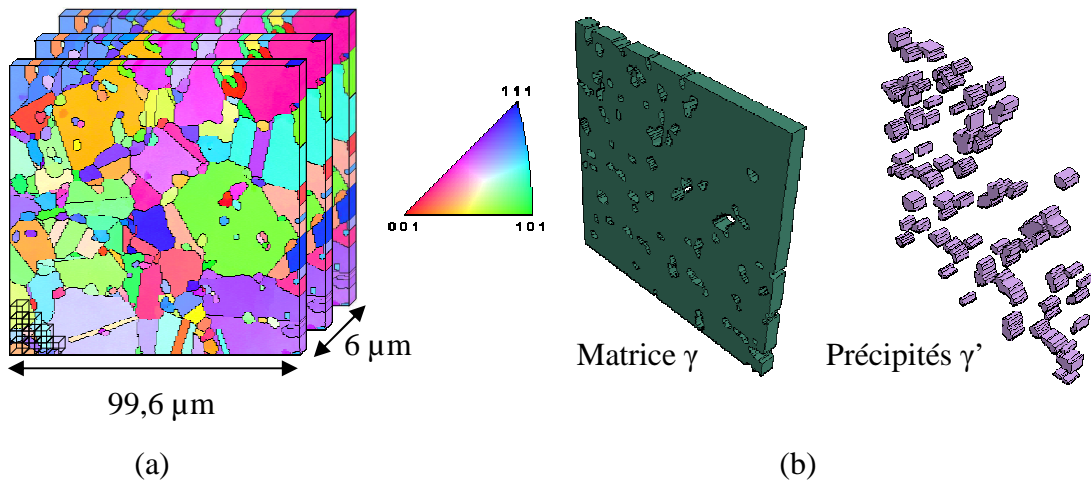 111
001
101
6 µm
99,6 µm
Matrice γ
Précipités γ’
(a)
(b)